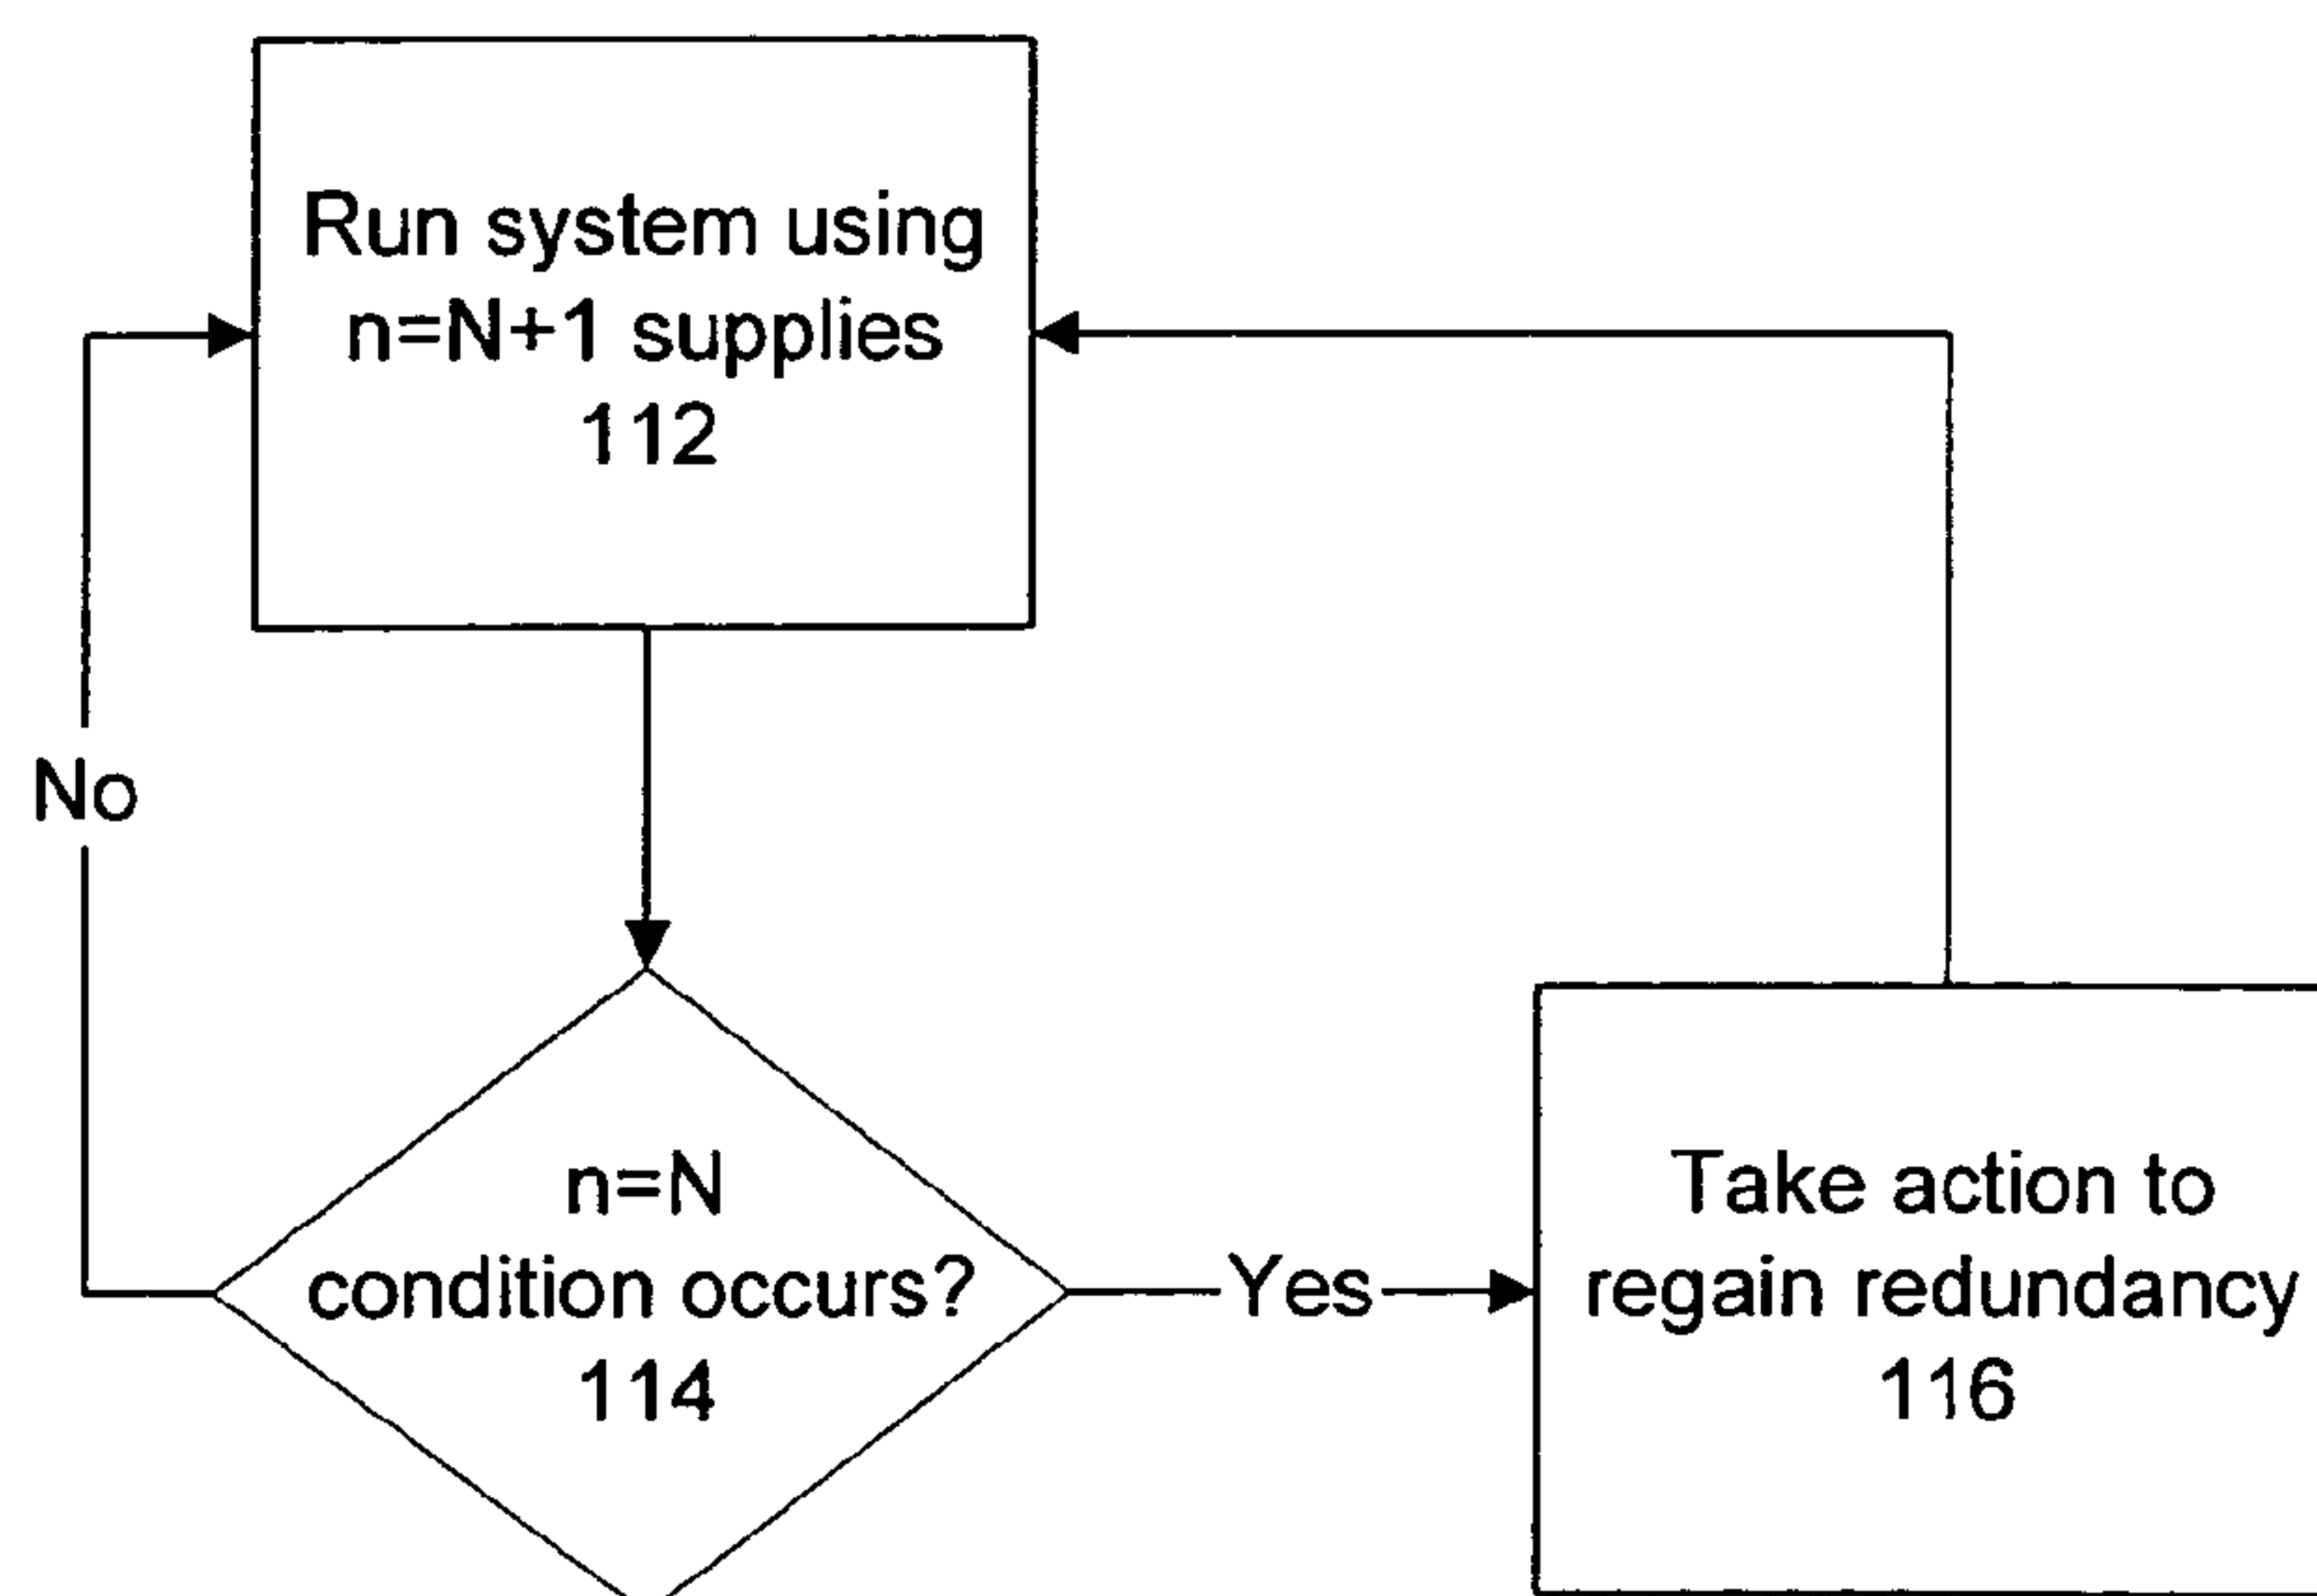 Run system using
n=N+1 supplies
112
No
n=N
condition occurs?
114
Yes
Take action to
regain redundancy
116